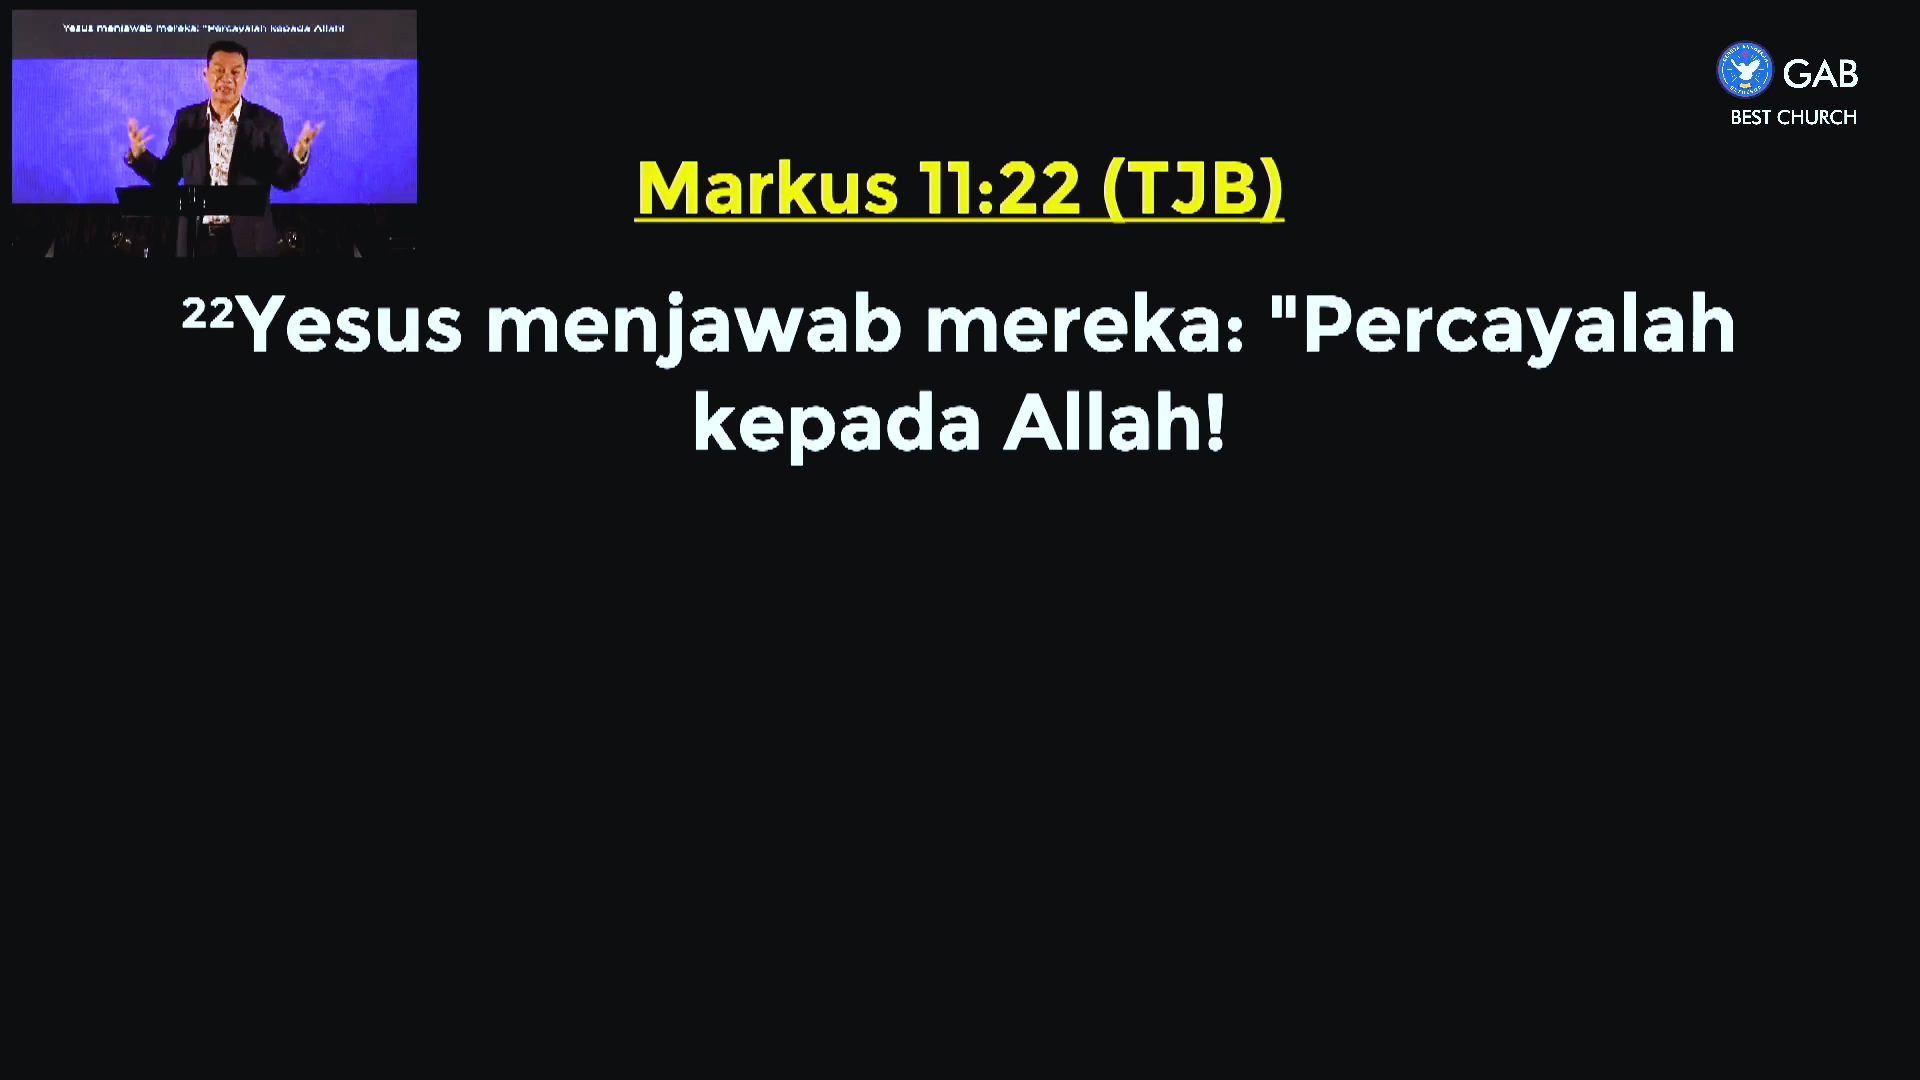 Yesus menjawab mereka: "Percayalah kepada Allah!
GAB
BEST CHURCH
Markus 11:22 (TJB)
²²Yesus menjawab mereka: "Percayalah
kepada Allah!